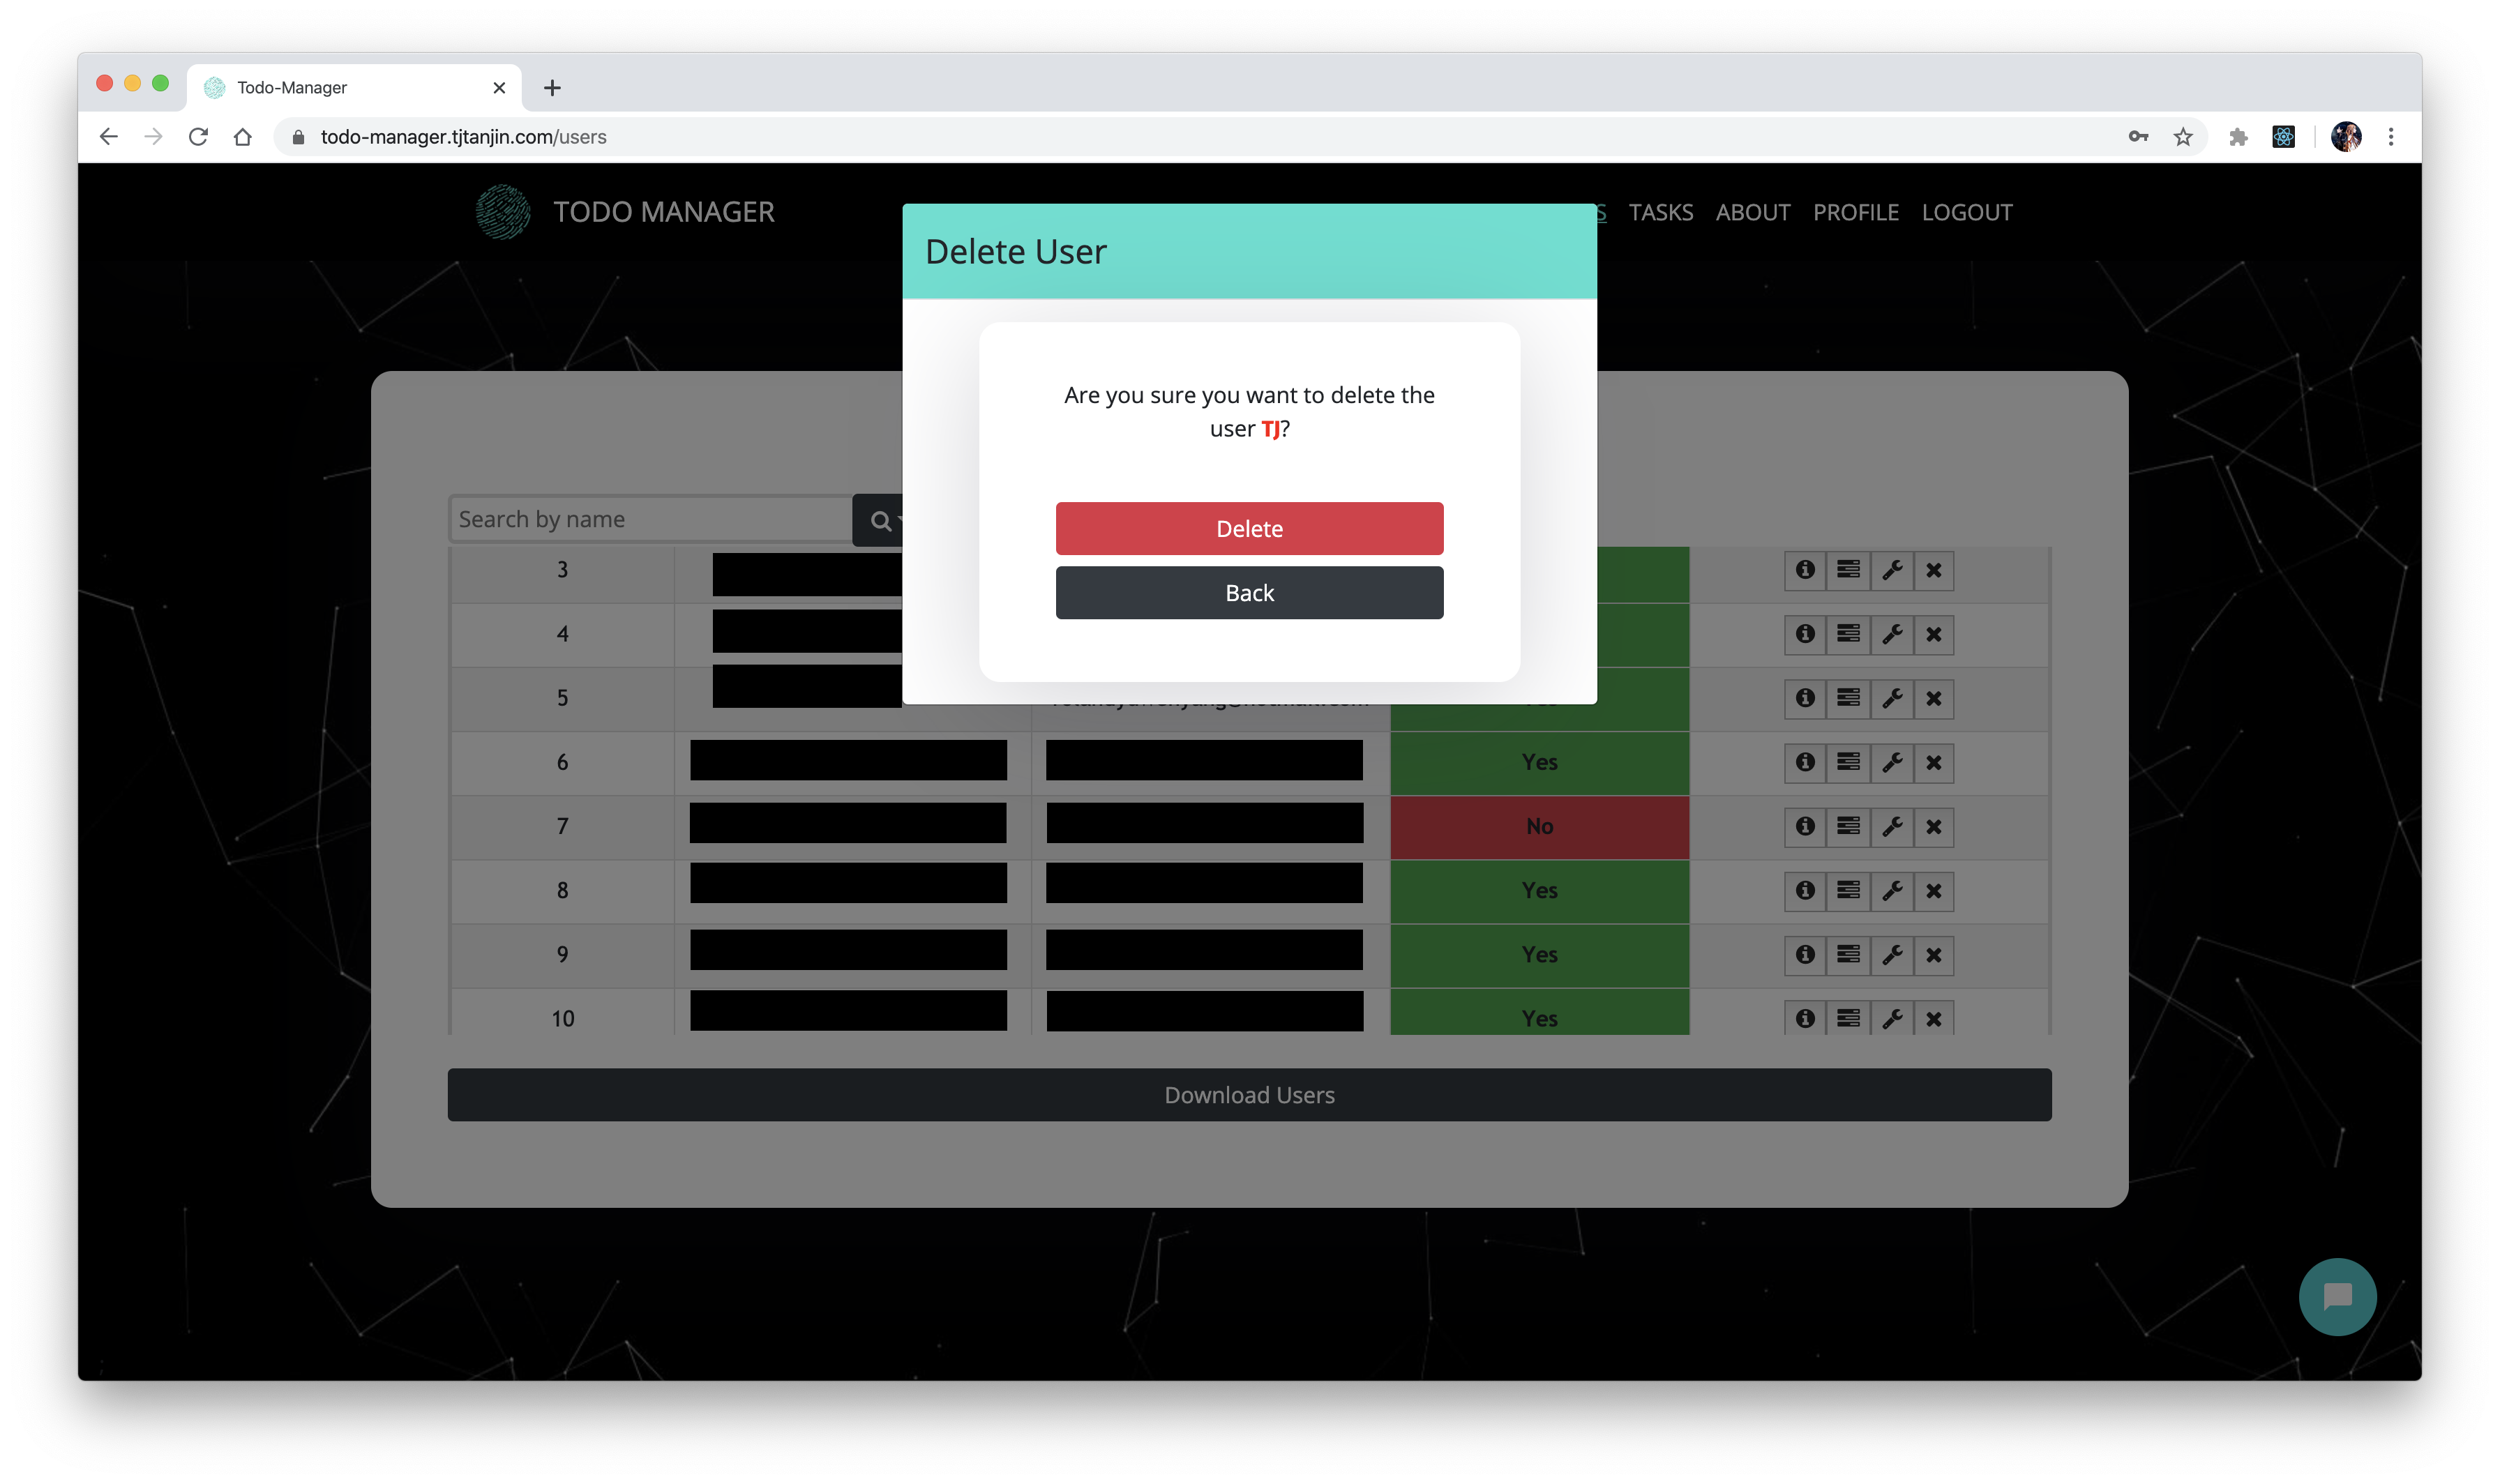 Todo-Manager
todo-manager.tjtanjin.com/users
TODO MANAGER
S TASKS ABOUT PROFILE LOGOUT
Delete User
Are you sure you want to delete the
user TJ?
Delete
Back
Search by name
3
4
5
6 Yes
7 No
8 Yes
9 Yes
10 Yes
Download Users